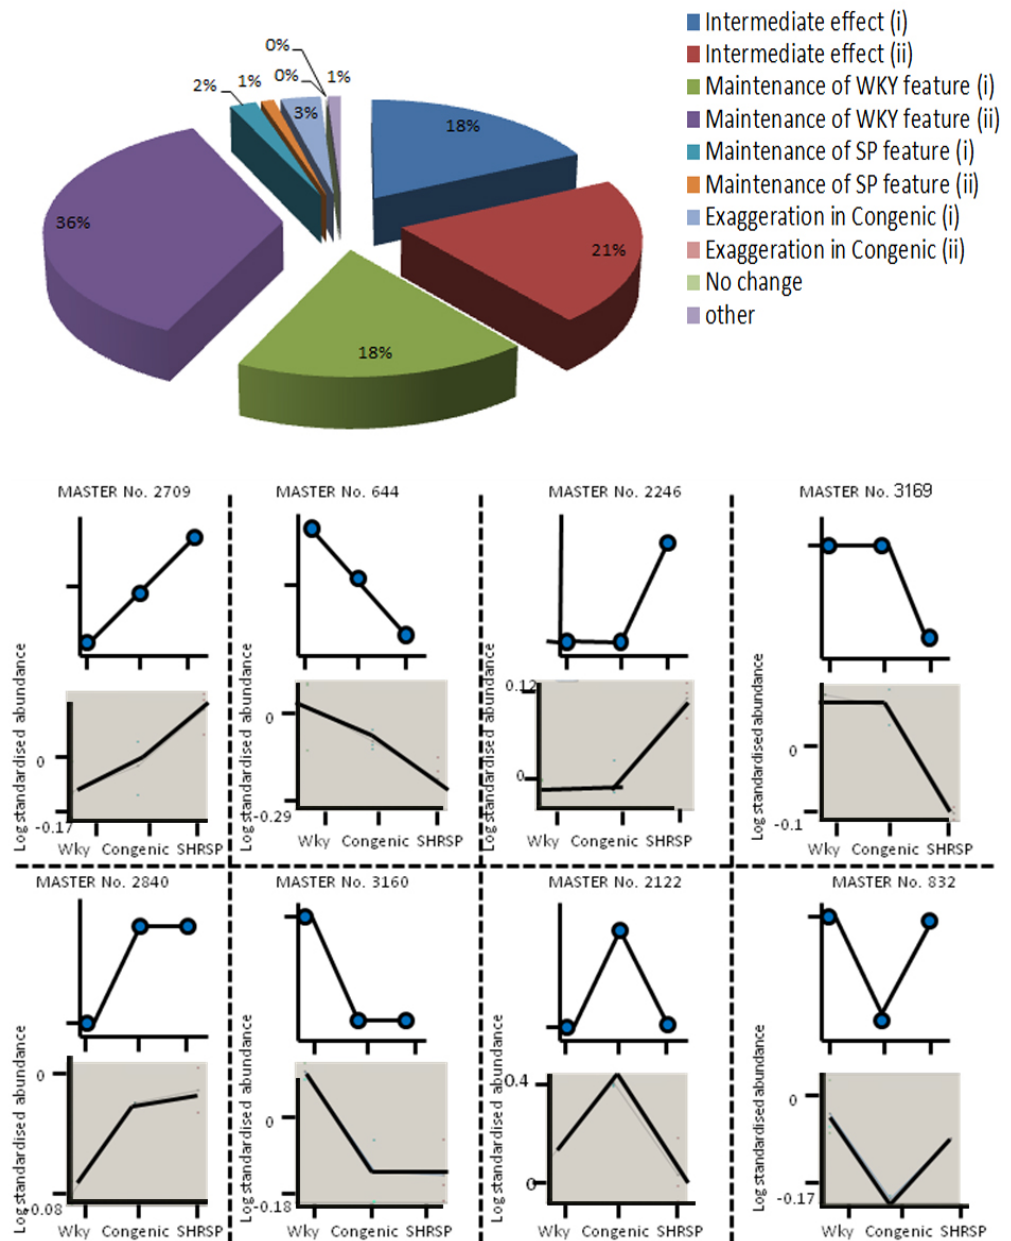 0%
2%
1%
0%
1%
3%
18%
36%
21%
18%
Intermediate effect (i)
Intermediate effect (ii)
Maintenance of WKY feature (i)
Maintenance of WKY feature (ii)
Maintenance of SP feature (i)
Maintenance of SP feature (ii)
Exaggeration in Congenic (i)
Exaggeration in Congenic (ii)
No change
other
MASTER No. 2709
MASTER No. 644
MASTER No. 2246
MASTER No. 3169
Log standardised abundance
0
-0.17
Wky Congenic SHRSP
Log standardised abundance
0
-0.29
Wky Congenic SHRSP
Log standardised abundance
0.12
0
Wky Congenic SHRSP
Log standardised abundance
0
-0.1
Wky Congenic SHRSP
MASTER No. 2840
MASTER No. 3160
MASTER No. 2122
MASTER No. 832
Log standardised abundance
0
-0.08
Wky Congenic SHRSP
Log standardised abundance
0
-0.18
Wky Congenic SHRSP
Log standardised abundance
0.4
0
Wky Congenic SHRSP
Log standardised abundance
0
-0.17
Wky Congenic SHRSP